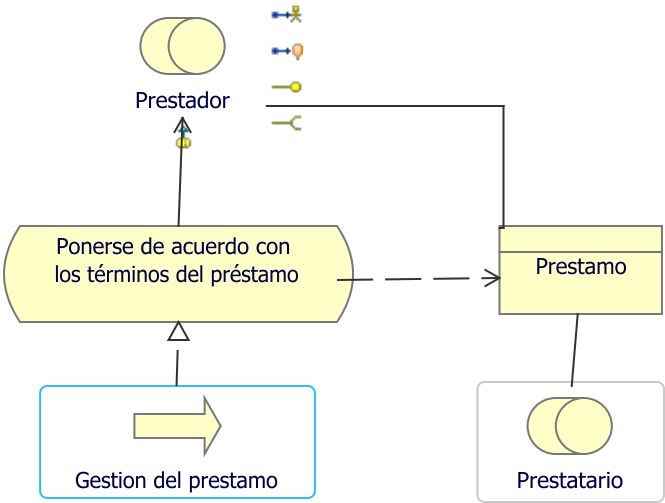 Prestador
Ponerse de acuerdo con
los términos del préstamo
Prestamo
Gestion del prestamo
Prestatario